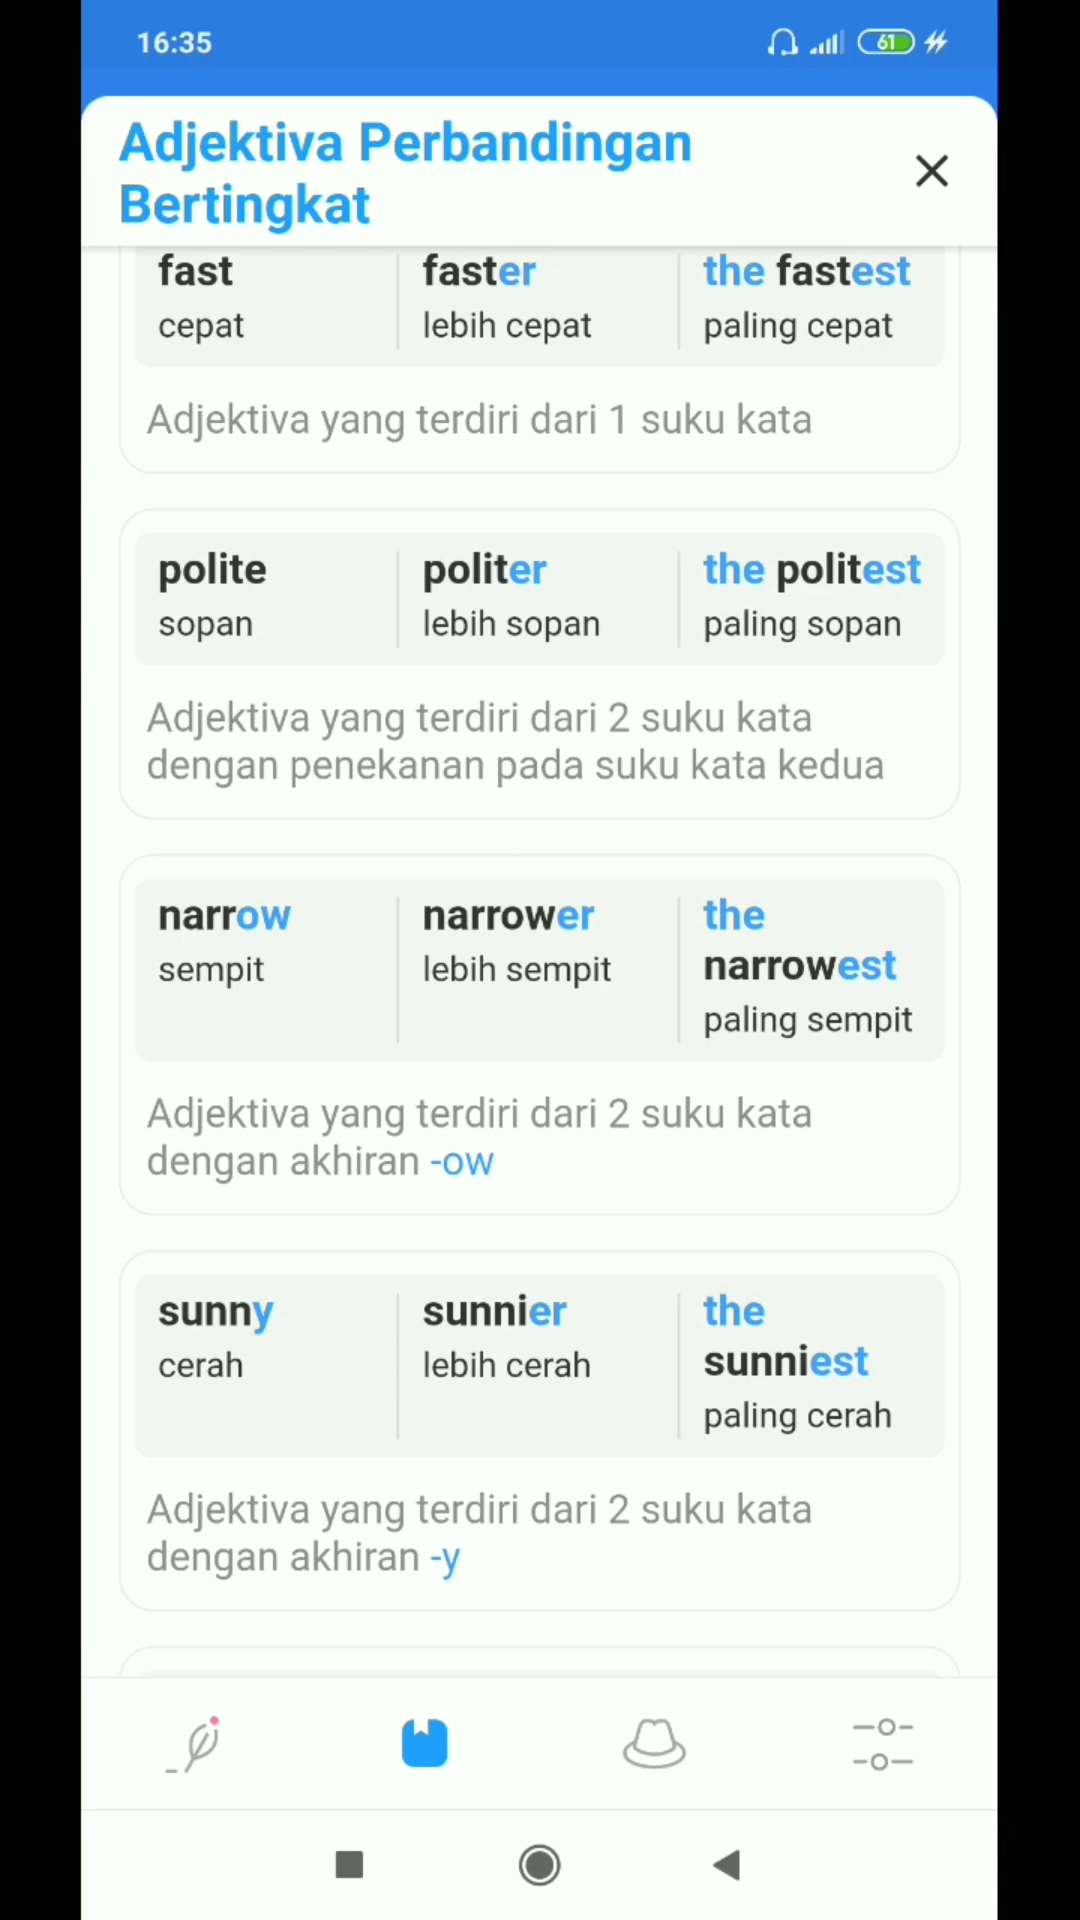 16:35
61
Adjektiva Perbandingan
Bertingkat
fast faster the fastest
cepat lebih cepat paling cepat
Adjektiva yang terdiri dari 1 suku kata
polite politer the politest
sopan lebih sopan paling sopan
Adjektiva yang terdiri dari 2 suku kata
dengan penekanan pada suku kata kedua
narrow narrower the
narrowest
sempit lebih sempit
paling sempit
Adjektiva yang terdiri dari 2 suku kata
dengan akhiran -ow
sunny sunnier the
sunniest
cerah lebih cerah
paling cerah
Adjektiva yang terdiri dari 2 suku kata
dengan akhiran -y